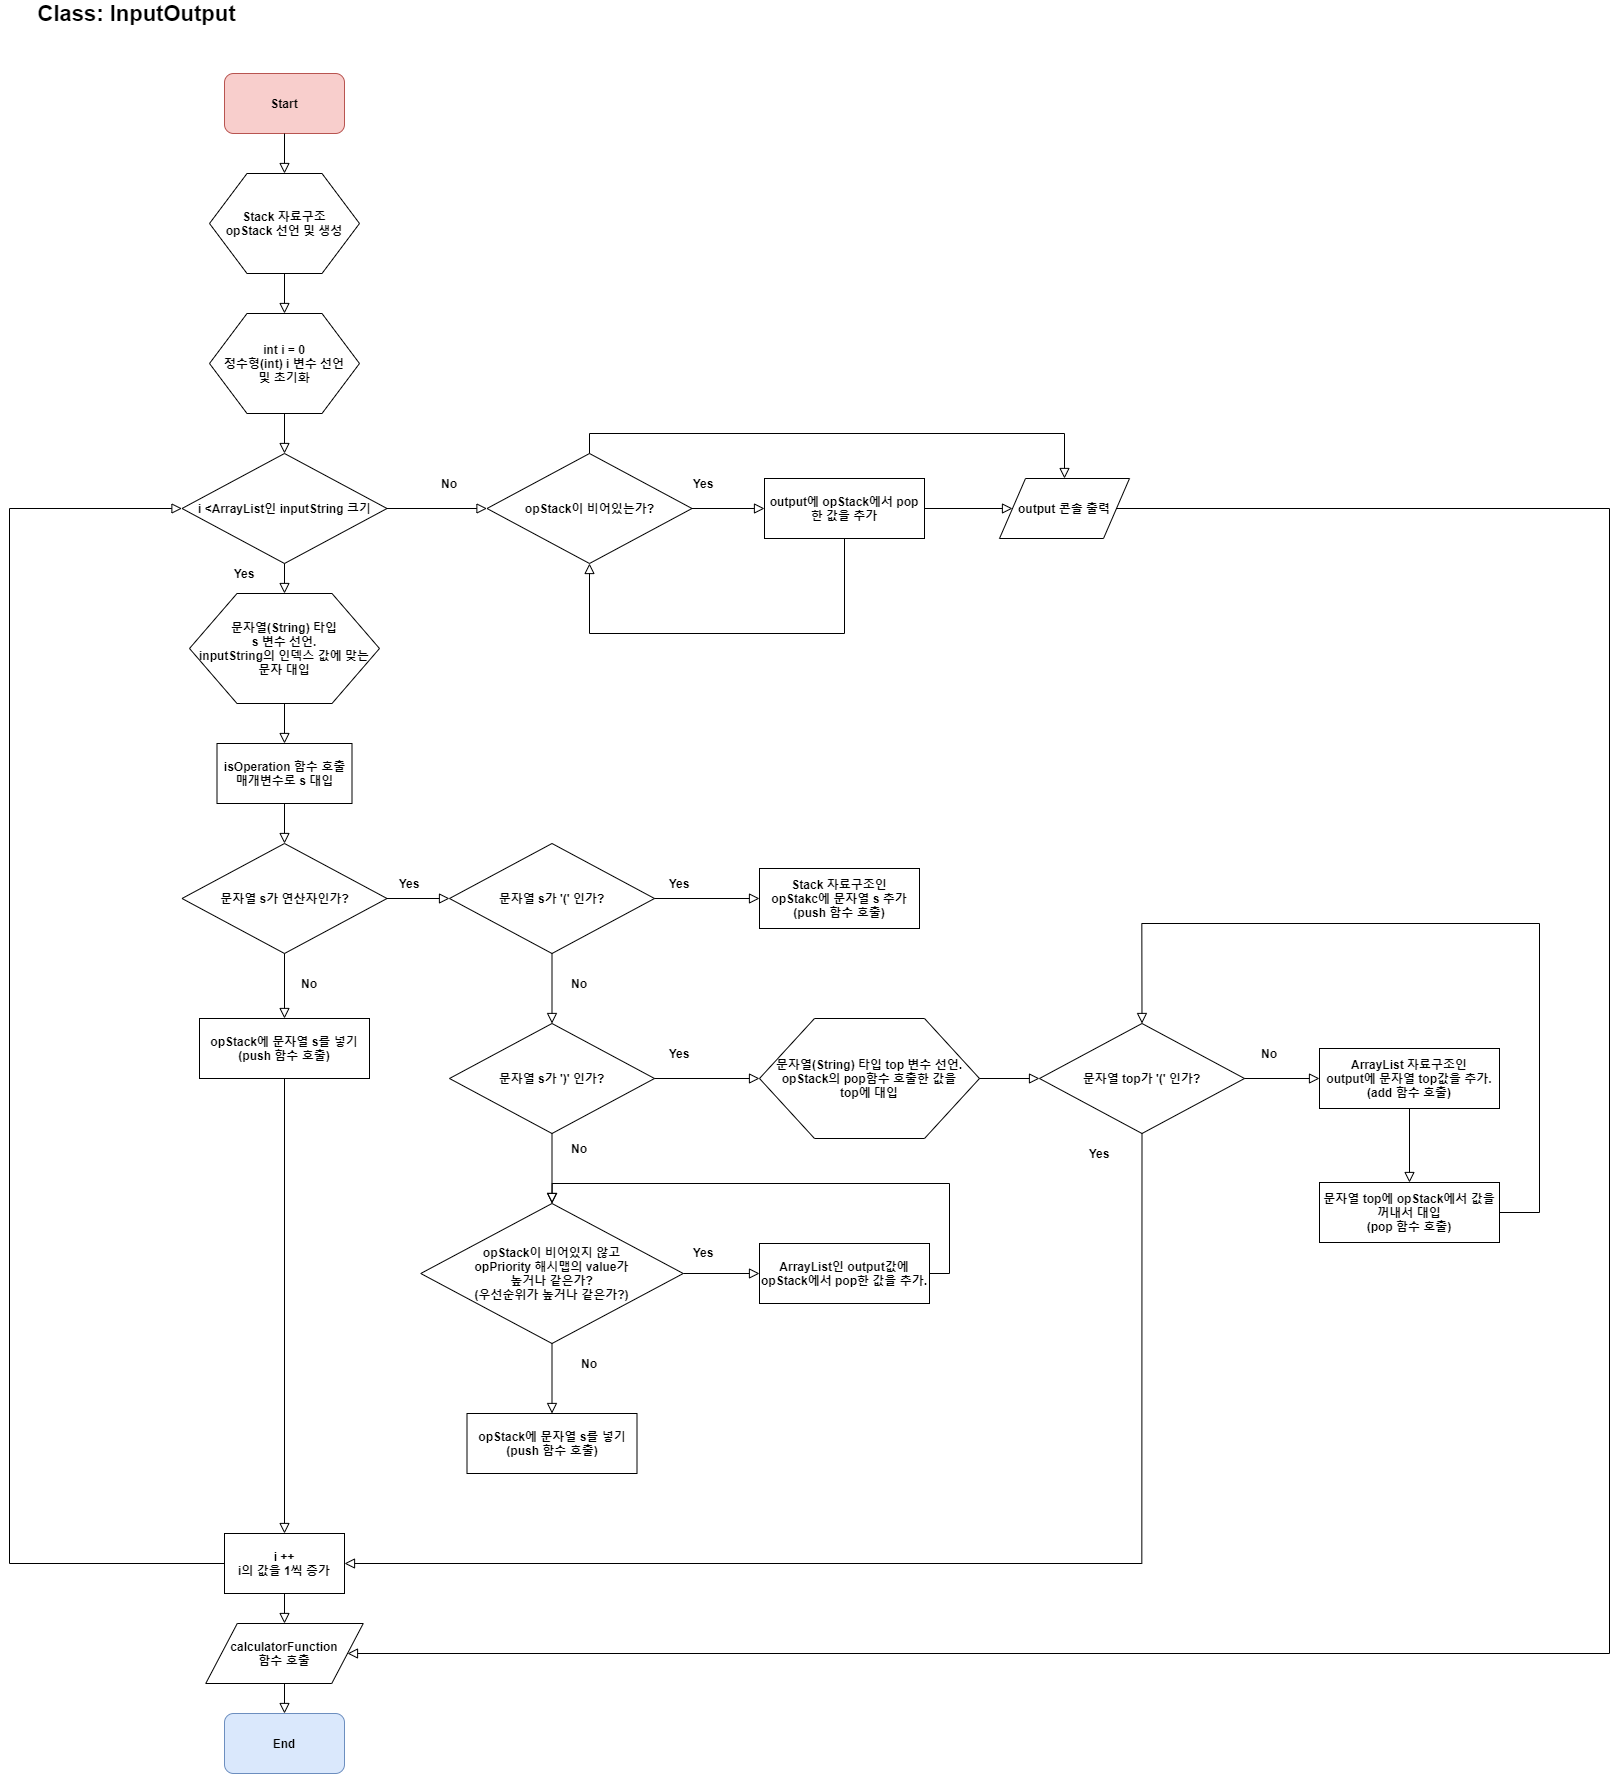 Class: InputOutput
Start
Stack 자료구조
opStack 선언 및 생성
int i = 0
정수형(int) i 변수 선언
및 초기화
i <ArrayList인 inputString 크기
No
opStack이 비어있는가?
Yes
output에 opStack에서 pop
한 값을 추가
output 콘솔 출력
Yes
문자열(String) 타입
s 변수 선언.
inputString의 인덱스 값에 맞는
문자 대입
isOperation 함수 호출
매개변수로 s 대입
문자열 s가 연산자인가?
Yes
문자열 s가 '(' 인가?
Yes
Stack 자료구조인
opStakc에 문자열 s 추가
(push 함수 호출)
No
No
opStack에 문자열 s를 넣기
(push 함수 호출)
문자열 s가 ')' 인가?
Yes
문자열(String) 타입 top 변수 선언.
opStack의 pop함수 호출한 값을
top에 대입
문자열 top가 '(' 인가?
No
ArrayList 자료구조인
output에 문자열 top값을 추가.
(add 함수 호출)
No
Yes
문자열 top에 opStack에서 값을
꺼내서 대입
(pop 함수 호출)
opStack이 비어있지 않고
opPriority 해시맵의 value가
높거나 같은가?
(우선순위가 높거나 같은가?)
Yes
ArrayList인 output값에
opStack에서 pop한 값을 추가.
No
opStack에 문자열 s를 넣기
(push 함수 호출)
i ++
i의 값을 1씩 증가
calculatorFunction
함수 호출
End